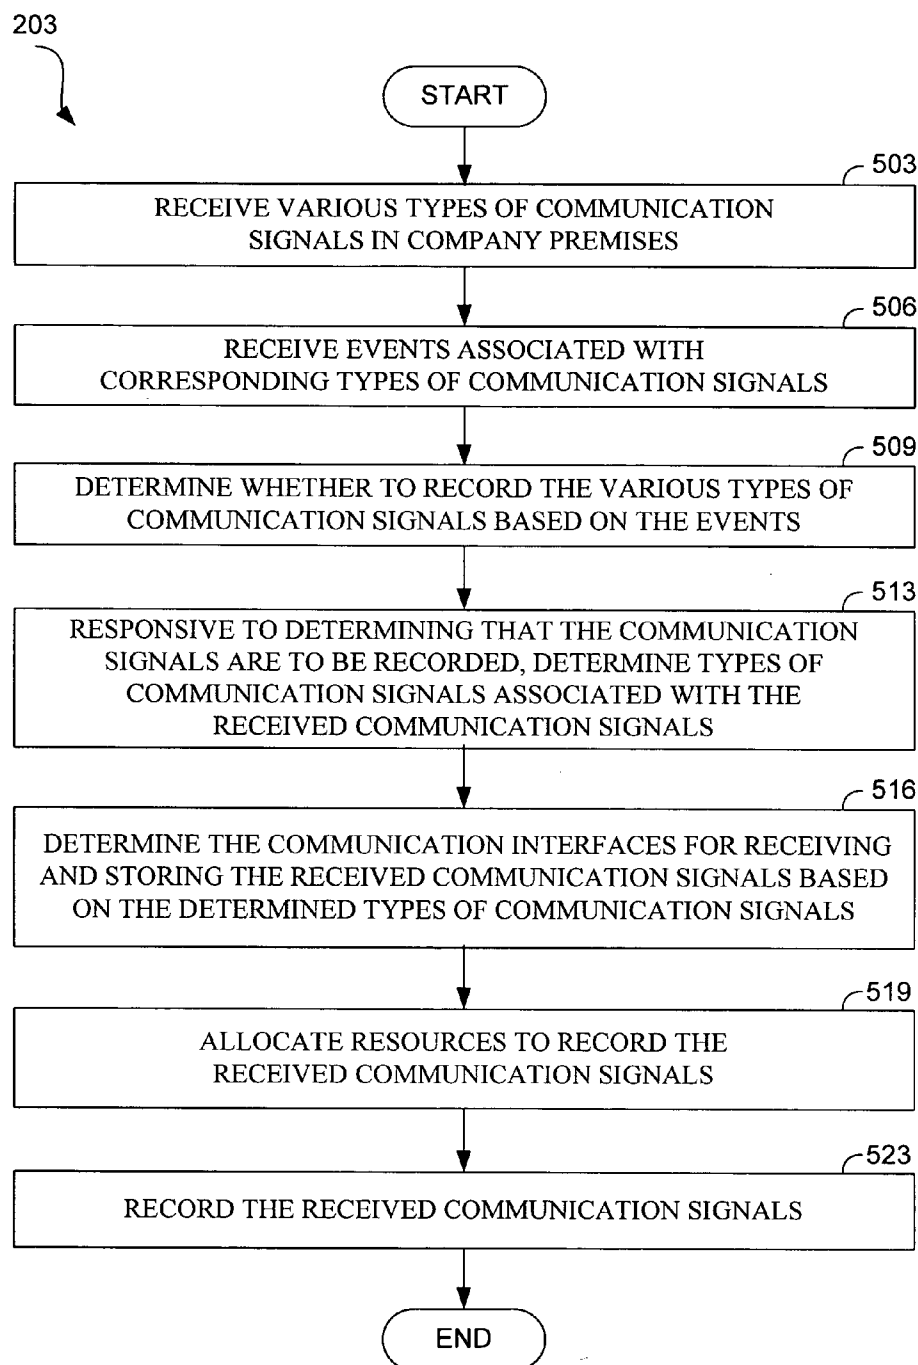 203
START
503
RECEIVE VARIOUS TYPES OF COMMUNICATION
SIGNALS IN COMPANY PREMISES
506
RECEIVE EVENTS ASSOCIATED WITH
CORRESPONDING TYPES OF COMMUNICATION SIGNALS
509
DETERMINE WHETHER TO RECORD THE VARIOUS TYPES OF
COMMUNICATION SIGNALS BASED ON THE EVENTS
513
RESPONSIVE TO DETERMINING THAT THE COMMUNICATION
SIGNALS ARE TO BE RECORDED, DETERMINE TYPES OF
COMMUNICATION SIGNALS ASSOCIATED WITH THE
RECEIVED COMMUNICATION SIGNALS
516
DETERMINE THE COMMUNICATION INTERFACES FOR RECEIVING
AND STORING THE RECEIVED COMMUNICATION SIGNALS BASED
ON THE DETERMINED TYPES OF COMMUNICATION SIGNALS
519
ALLOCATE RESOURCES TO RECORD THE
RECEIVED COMMUNICATION SIGNALS
523
RECORD THE RECEIVED COMMUNICATION SIGNALS
END